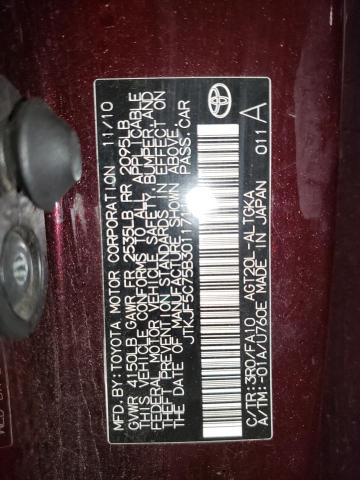 MFD. BY: TOYOTA MOTOR CORPORATION 11/10
GVWR 4150LB GAWR FR 2535LB RR 2095LB
THIS VEHICLE CONFORMS TO ALL APPLICABLE
FEDERAL MOTOR VEHICLE SAFETY, BUMPER, AND
THEFT PREVENTION STANDARDS IN EFFECT ON
THE DATE OF MANUFACTURE SHOWN ABOVE.
PASS. CAR
C/TR: 3R0/FA10 AGT20L-ALTGKA
A/TM: -01A/U760E MADE IN JAPAN 011 A